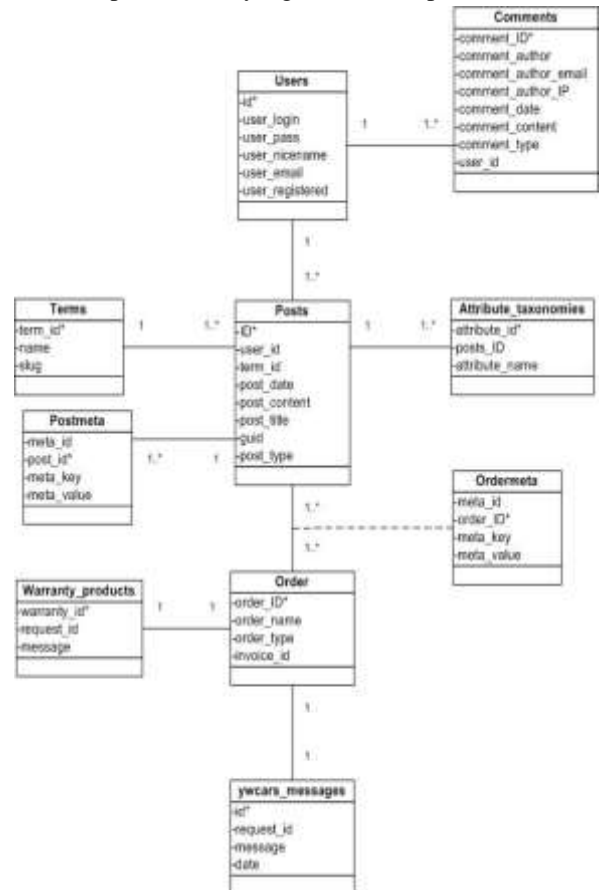 Comments
-comment_ID*
-comment_author
-comment_author_email
-comment_author_IP
-comment_date
-comment_content
-comment_type
-user_id
Users
-id*
-user_login
-user_pass
-user_nicename
-user_email
-user_registered
1
1..*
1
1..*
Terms
-term_id*
-name
-slug
1
1..*
Posts
-ID*
-user_id
-term_id
-post_date
-post_content
-post_title
-guid
-post_type
1
1..*
Attribute_taxonomies
-attribute_id*
-posts_ID
-attribute_name
Postmeta
-meta_id
-post_id*
-meta_key
-meta_value
1..*
1
Ordermeta
-meta_id
-order_ID*
-meta_key
-meta_value
1..*
1..*
Warranty_products
-warranty_id*
-request_id
-message
1
1
Order
-order_ID*
-order_name
-order_type
-invoice_id
1
1
ywcars_messages
-id*
-request_id
-message
-date